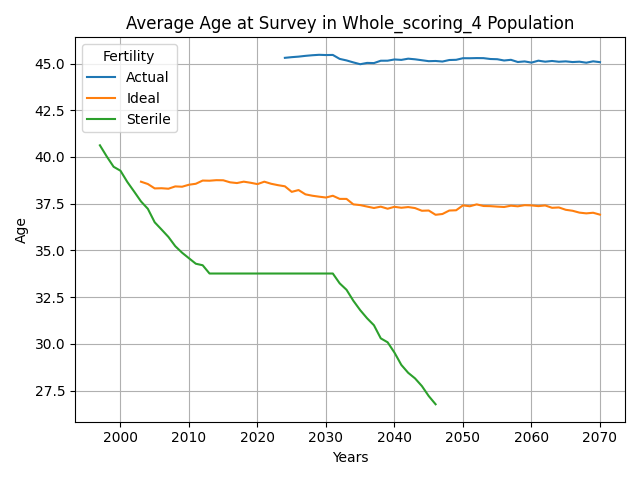 Average Age at Survey in Whole_scoring_4 Population
Fertility
Actual
Ideal
Sterile
Age
45.0
42.5
40.0
37.5
35.0
32.5
30.0
27.5
2000 2010 2020 2030 2040 2050 2060 2070
Years